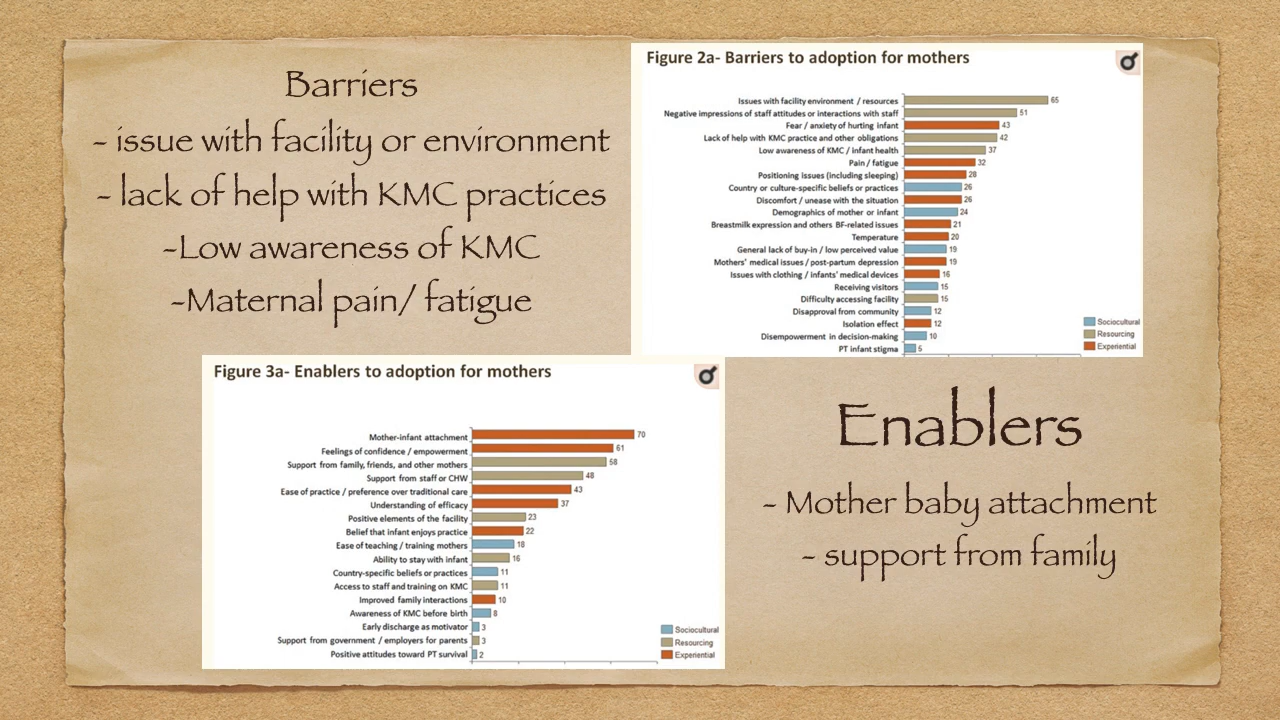 Barriers
- issue with facility or environment
- lack of help with KMC practices
-Low awareness of KMC
-Maternal pain/ fatigue
Figure 2a- Barriers to adoption for mothers
Issues with facility environment / resources 65
Negative impressions of staff attitudes or interactions with staff 51
Fear / anxiety of hurting infant 43
Lack of help with KMC practice and other obligations 42
Low awareness of KMC / infant health 37
Pain / fatigue 32
Positioning issues (including sleeping) 28
Country or culture-specific beliefs or practices 26
Discomfort / unease with the situation 26
Demographics of mother or infant 24
Breastmilk expression and others BF-related issues 21
Temperature 20
General lack of buy-in / low perceived value 19
Mothers' medical issues / post-partum depression 19
Issues with clothing / infants' medical devices 16
Receiving visitors 15
Difficulty accessing facility 15
Disapproval from community 12
Isolation effect 12
Disempowerment in decision-making 10
PT infant stigma 5
Sociocultural
Resourcing
Experiential
Figure 3a- Enablers to adoption for mothers
Mother-infant attachment 70
Feelings of confidence / empowerment 61
Support from family, friends, and other mothers 58
Support from staff or CHW 48
Ease of practice / preference over traditional care 43
Understanding of efficacy 37
Positive elements of the facility 23
Belief that infant enjoys practice 22
Ease of teaching / training mothers 18
Ability to stay with infant 16
Country-specific beliefs or practices 11
Access to staff and training on KMC 11
Improved family interactions 10
Awareness of KMC before birth 8
Early discharge as motivator 3
Support from government / employers for parents 3
Positive attitudes toward PT survival 2
Sociocultural
Resourcing
Experiential
Enablers
- Mother baby attachment
- support from family